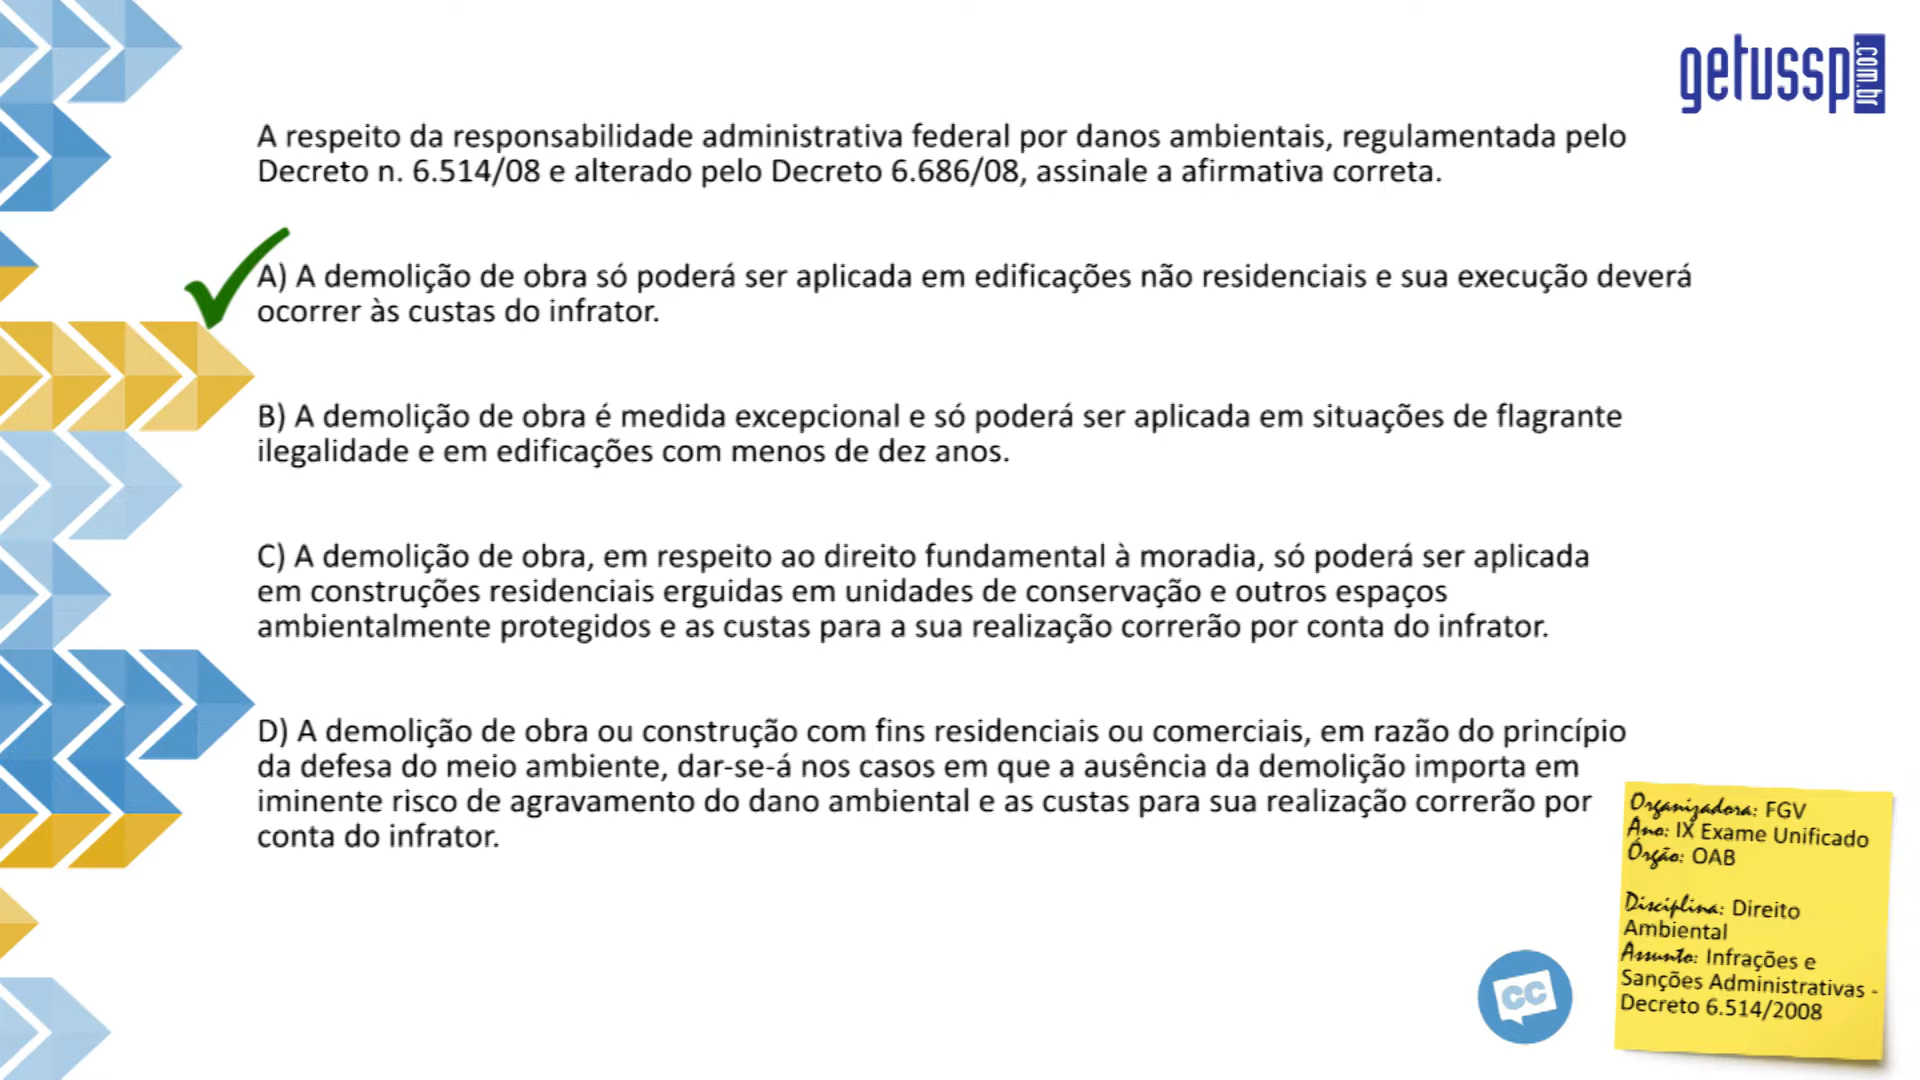 getussp.com.br
A respeito da responsabilidade administrativa federal por danos ambientais, regulamentada pelo
Decreto n. 6.514/08 e alterado pelo Decreto 6.686/08, assinale a afirmativa correta.
A) A demolição de obra só poderá ser aplicada em edificações não residenciais e sua execução deverá
ocorrer às custas do infrator.
B) A demolição de obra é medida excepcional e só poderá ser aplicada em situações de flagrante
ilegalidade e em edificações com menos de dez anos.
C) A demolição de obra, em respeito ao direito fundamental à moradia, só poderá ser aplicada
em construções residenciais erguidas em unidades de conservação e outros espaços
ambientalmente protegidos e as custas para a sua realização correrão por conta do infrator.
D) A demolição de obra ou construção com fins residenciais ou comerciais, em razão do princípio
da defesa do meio ambiente, dar-se-á nos casos em que a ausência da demolição importa em
iminente risco de agravamento do dano ambiental e as custas para sua realização correrão por
conta do infrator.
Organizadora: FGV
Ano: IX Exame Unificado
Órgão: OAB
Disciplina: Direito
Ambiental
Assunto: Infrações e
Sanções Administrativas -
Decreto 6.514/2008
CC